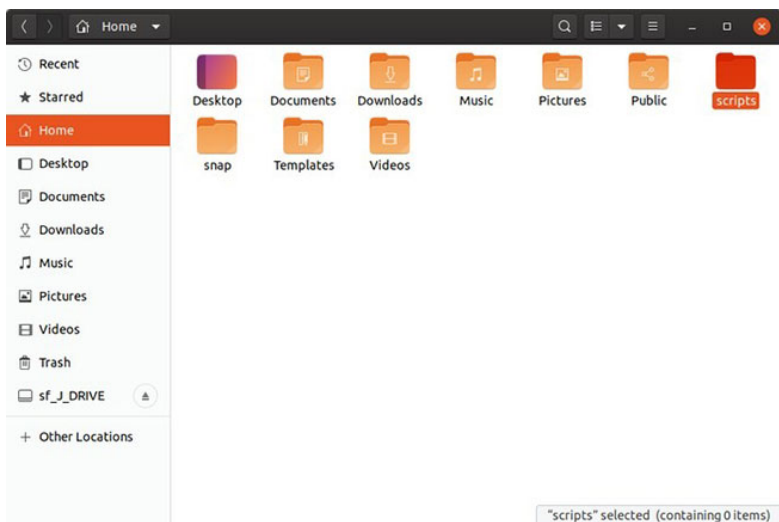 Home
Recent
Starred
Home
Desktop
Documents
Downloads
Music
Pictures
Videos
Trash
sf_J_DRIVE
+ Other Locations
Desktop Documents Downloads Music Pictures Public scripts
snap Templates Videos
"scripts" selected (containing 0 items)